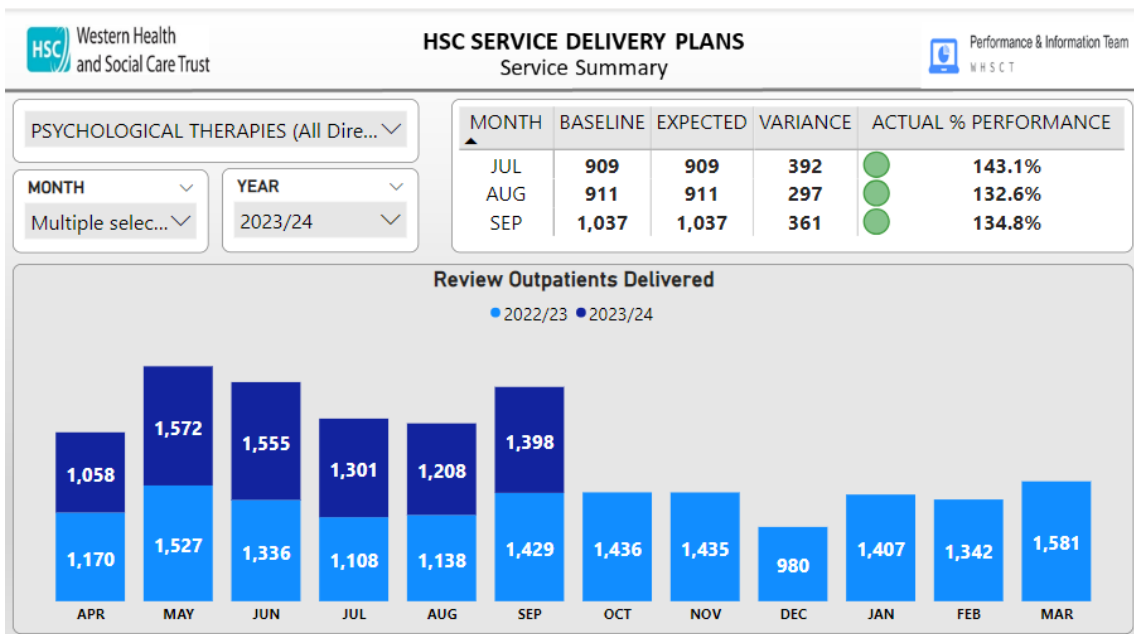 HSC
Western Health
and Social Care Trust
HSC SERVICE DELIVERY PLANS
Service Summary
Performance & Information Team
WHSCT
PSYCHOLOGICAL THERAPIES (All Dire...
MONTH
Multiple selec...
YEAR
2023/24
MONTH BASELINE EXPECTED VARIANCE ACTUAL % PERFORMANCE
JUL 909 909 392 143.1%
AUG 911 911 297 132.6%
SEP 1,037 1,037 361 134.8%
Review Outpatients Delivered
2022/23 2023/24
1,058 1,572 1,555 1,301 1,208 1,398
1,170 1,527 1,336 1,108 1,138 1,429 1,436 1,435 980 1,407 1,342 1,581
APR MAY JUN JUL AUG SEP OCT NOV DEC JAN FEB MAR